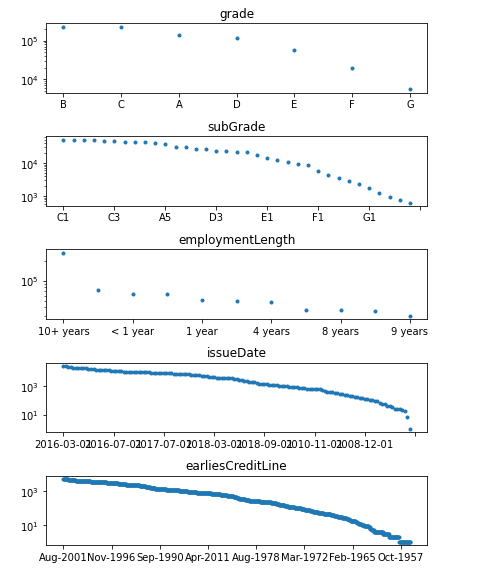 grade
10^5
10^4
B C A D E F G
subGrade
10^4
10^3
C1 C3 A5 D3 E1 F1 G1
employmentLength
10^5
10+ years < 1 year 1 year 4 years 8 years 9 years
issueDate
10^3
10^1
2016-03-01 2016-07-01 2017-07-01 2018-03-01 2018-09-01 2010-11-01 2008-12-01
earliesCreditLine
10^3
10^1
Aug-2001 Nov-1996 Sep-1990 Apr-2011 Aug-1978 Mar-1972 Feb-1965 Oct-1957